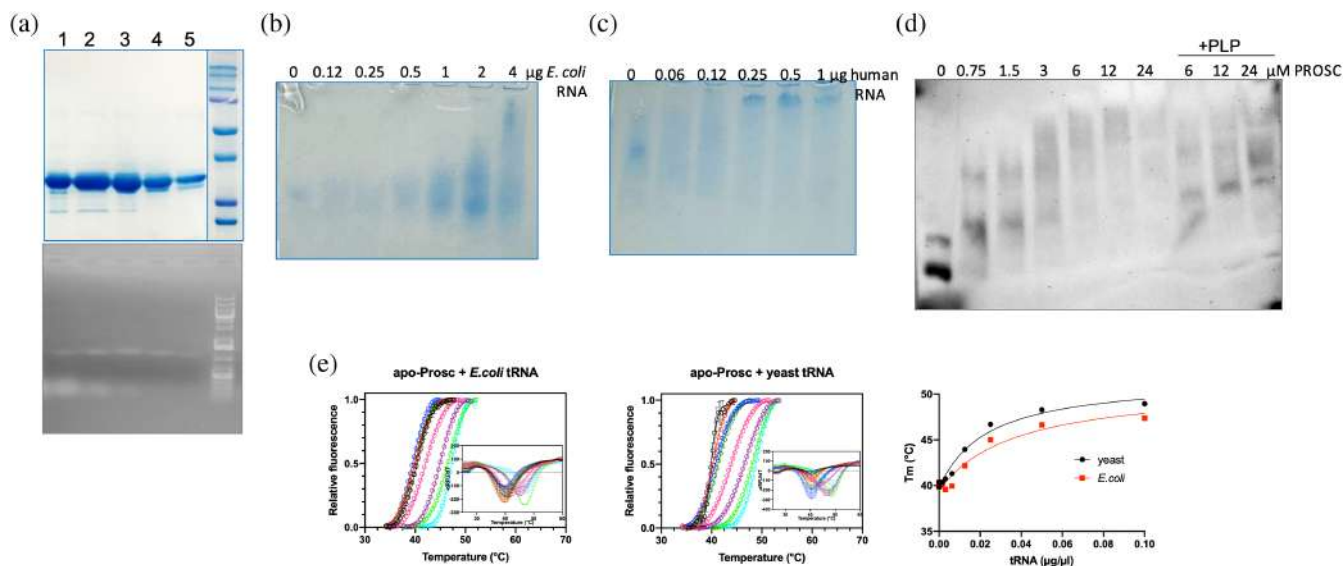 (a)
1 2 3 4 5
(b)
0 0.12 0.25 0.5 1 2 4 µg E. coli
RNA
(c)
0 0.06 0.12 0.25 0.5 1 µg human
RNA
(d)
+PLP
0 0.75 1.5 3 6 12 24 6 12 24 µM PROSC
(e)
apo-Prosc + E.coli tRNA
Relative fluorescence
1.0
0.5
0.0
30 40 50 60 70
Temperature (°C)
Temperature (°C)
apo-Prosc + yeast tRNA
Relative fluorescence
1.0
0.5
0.0
30 40 50 60 70
Temperature (°C)
Temperature (°C)
Tm (°C)
50
45
40
35
0.00 0.02 0.04 0.06 0.08 0.10
tRNA (µg/µl)
yeast
E.coli